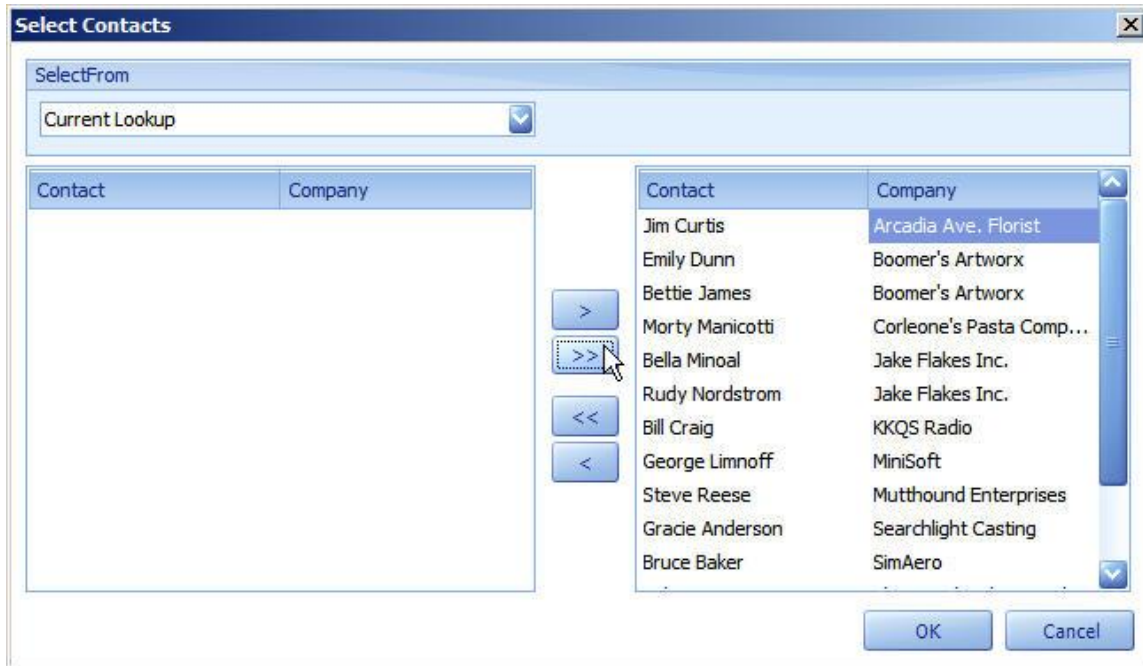 Select Contacts
SelectFrom
Current Lookup
Contact Company
Contact Company
Jim Curtis Arcadia Ave. Florist
Emily Dunn Boomer's Artworx
Bettie James Boomer's Artworx
>
Morty Manicotti Corleone's Pasta Comp...
>>
Bella Minoal Jake Flakes Inc.
Rudy Nordstrom Jake Flakes Inc.
<<
Bill Craig KKQS Radio
<
George Limnoff MiniSoft
Steve Reese Mutthound Enterprises
Gracie Anderson Searchlight Casting
Bruce Baker SimAero
OK Cancel